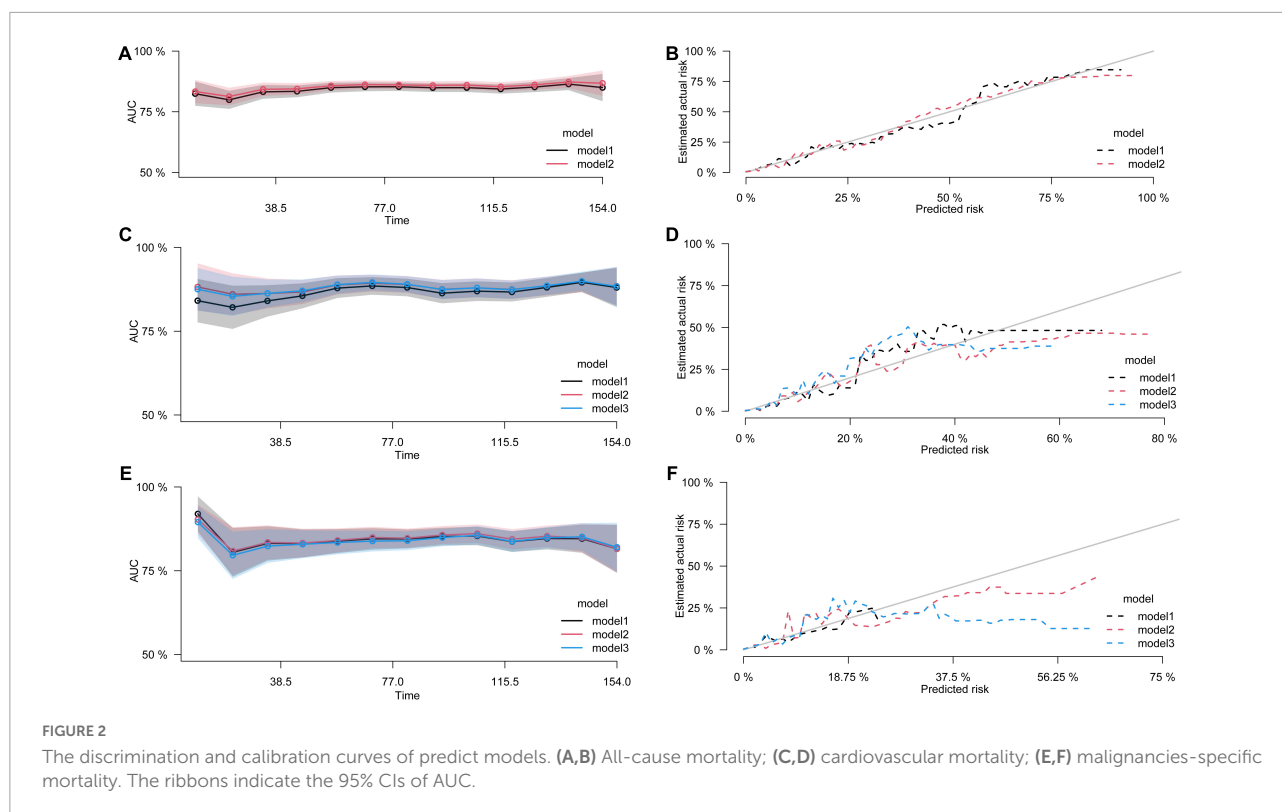 A
100 %
75 %
50 %
AUC
model
model1
model2
38.5
77.0
115.5
154.0
Time
B
100 %
75 %
50 %
25 %
0 %
Estimated actual risk
model
model1
model2
0 %
25 %
50 %
75 %
100 %
Predicted risk
C
100 %
75 %
50 %
AUC
model
model1
model2
model3
38.5
77.0
115.5
154.0
Time
D
100 %
75 %
50 %
25 %
0 %
Estimated actual risk
model
model1
model2
model3
0 %
20 %
40 %
60 %
80 %
Predicted risk
E
100 %
75 %
50 %
AUC
model
model1
model2
model3
38.5
77.0
115.5
154.0
Time
F
100 %
75 %
50 %
25 %
0 %
Estimated actual risk
model
model1
model2
model3
0 %
18.75 %
37.5 %
56.25 %
75 %
Predicted risk
FIGURE 2
The discrimination and calibration curves of predict models. (A,B) All-cause mortality; (C,D) cardiovascular mortality; (E,F) malignancies-specific
mortality. The ribbons indicate the 95% CIs of AUC.